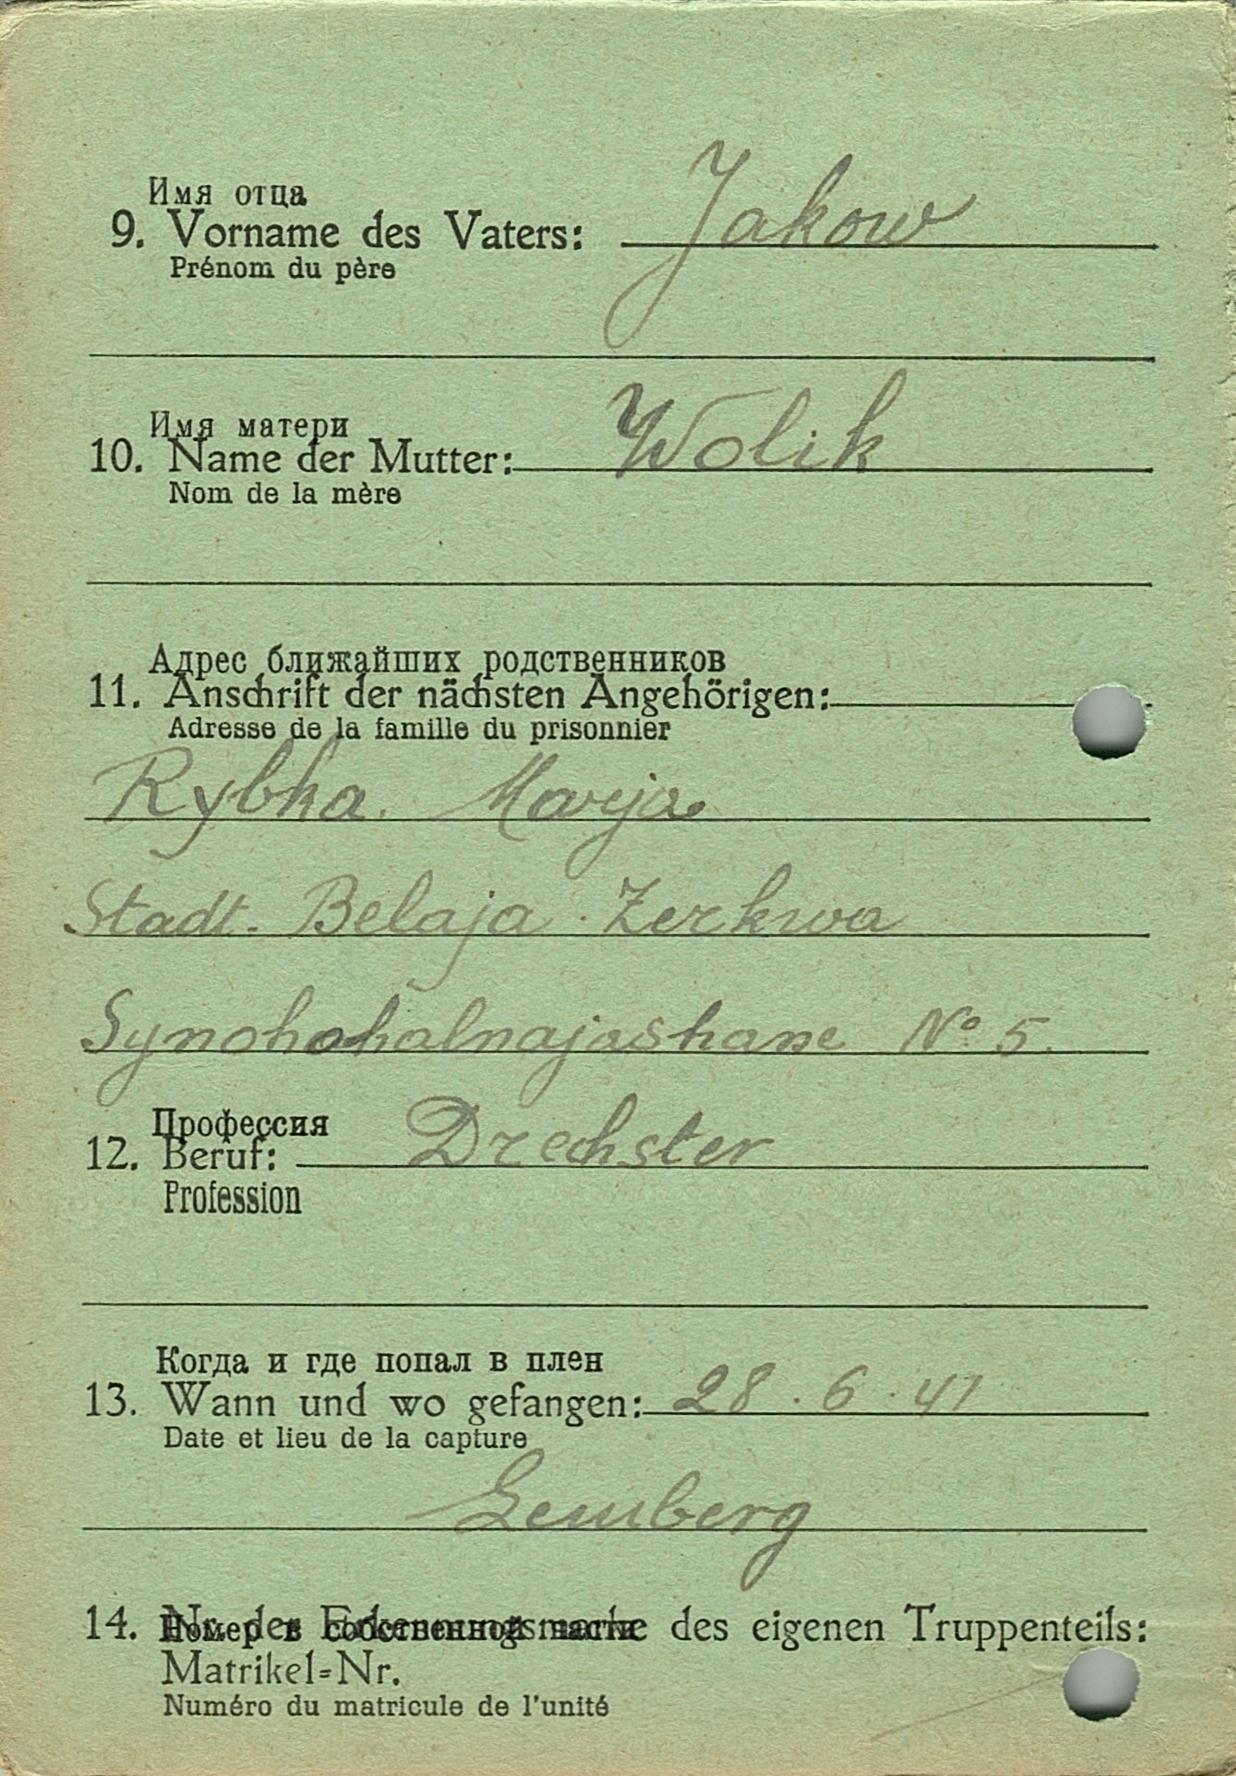 Имя отца
9. Vorname des Vaters: Jakow
Prénom du père
Имя матери
10. Name der Mutter: Wolik
Nom de la mère
Адрес ближайших родственников
11. Anschrift der nächsten Angehörigen:
Adresse de la famille du prisonnier
Rybka. Marja
Stadt. Belaja. Zerkwa
No 5.
Профессия
12. Beruf: Drechster
Profession
Когда и где попал в плен
13. Wann und wo gefangen: 28.6.41
Date et lieu de la capture
Lemberg
Номер в собственной части
14. Nr. der Erkennungsmarke des eigenen Truppenteils:
Matrikel=Nr.
Numéro du matricule de l'unité